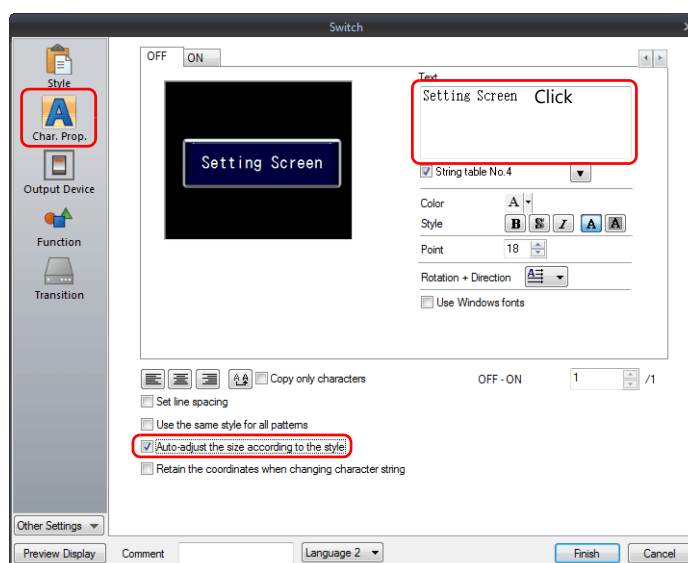 Switch
Style
Char. Prop.
Output Device
Function
Transition
Other Settings
Preview Display
OFF ON
Setting Screen
Text
Setting Screen Click
String table No.4
Color A
Style B S I A A
Point 18
Rotation + Direction A
Use Windows fonts
Copy only characters
OFF - ON 1 /1
Set line spacing
Use the same style for all patterns
Auto-adjust the size according to the style
Retain the coordinates when changing character string
Comment Language 2 Finish Cancel